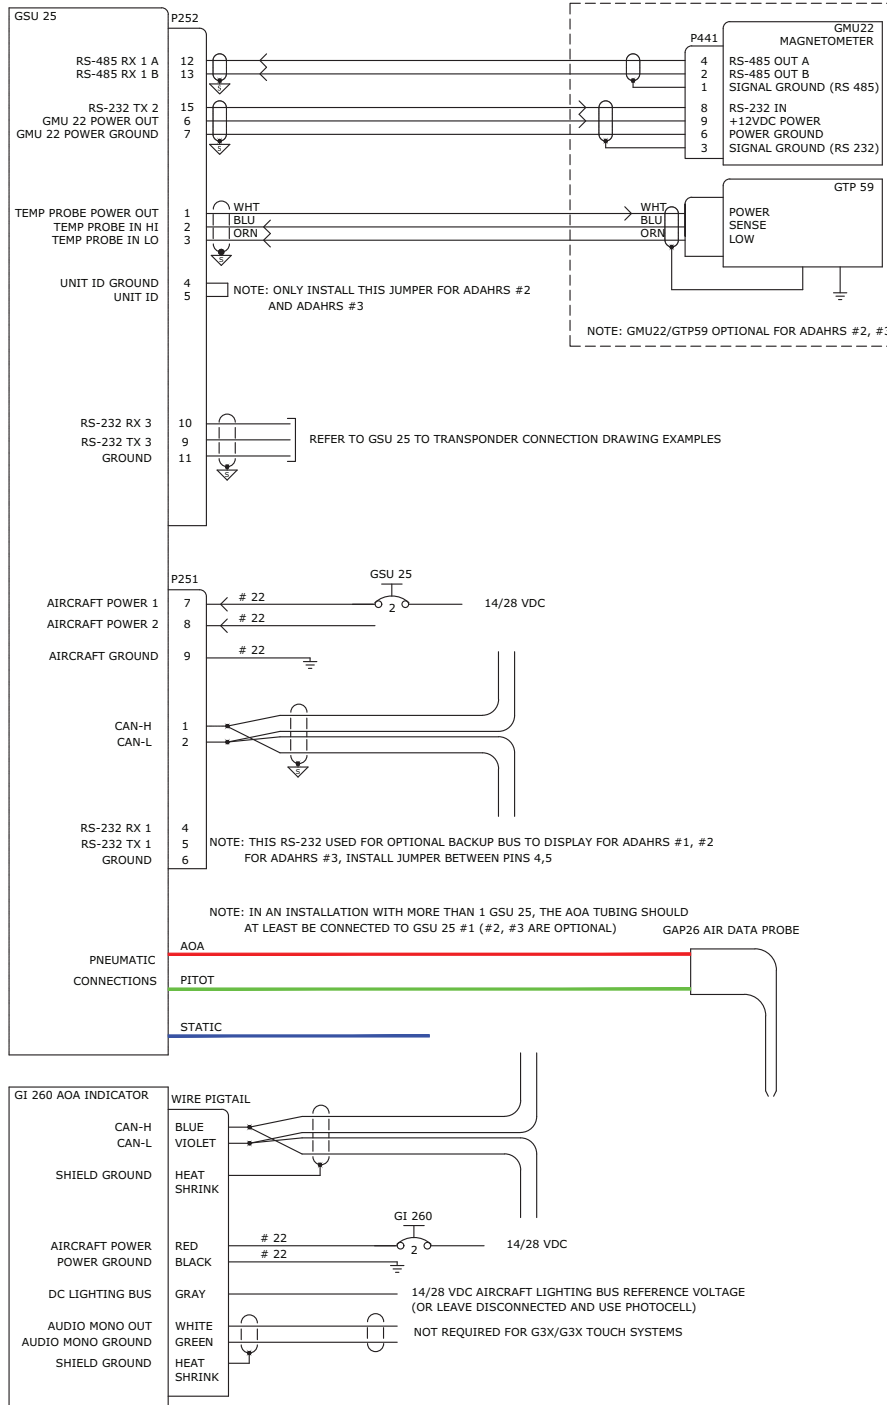 GSU 25
P252
RS-485 RX 1 A 12
RS-485 RX 1 B 13
RS-232 TX 2 15
GMU 22 POWER OUT 6
GMU 22 POWER GROUND 7
S
S
GMU22
MAGNETOMETER
P441
4 RS-485 OUT A
2 RS-485 OUT B
1 SIGNAL GROUND (RS 485)
8 RS-232 IN
9 +12VDC POWER
6 POWER GROUND
3 SIGNAL GROUND (RS 232)
GTP 59
TEMP PROBE POWER OUT 1 WHT WHT POWER
TEMP PROBE IN HI 2 BLU BLU SENSE
TEMP PROBE IN LO 3 ORN ORN LOW
S
UNIT ID GROUND 4
UNIT ID 5
NOTE: ONLY INSTALL THIS JUMPER FOR ADAHRS #2
AND ADAHRS #3
NOTE: GMU22/GTP59 OPTIONAL FOR ADAHRS #2, #3
RS-232 RX 3 10
RS-232 TX 3 9
GROUND 11
S
REFER TO GSU 25 TO TRANSPONDER CONNECTION DRAWING EXAMPLES
P251
GSU 25
AIRCRAFT POWER 1 7 # 22 2 14/28 VDC
AIRCRAFT POWER 2 8 # 22
AIRCRAFT GROUND 9 # 22
CAN-H 1
CAN-L 2
S
RS-232 RX 1 4
RS-232 TX 1 5
GROUND 6
NOTE: THIS RS-232 USED FOR OPTIONAL BACKUP BUS TO DISPLAY FOR ADAHRS #1, #2
FOR ADAHRS #3, INSTALL JUMPER BETWEEN PINS 4,5
NOTE: IN AN INSTALLATION WITH MORE THAN 1 GSU 25, THE AOA TUBING SHOULD
AT LEAST BE CONNECTED TO GSU 25 #1 (#2, #3 ARE OPTIONAL)
GAP26 AIR DATA PROBE
PNEUMATIC
CONNECTIONS
AOA
PITOT
STATIC
GI 260 AOA INDICATOR
WIRE PIGTAIL
CAN-H BLUE
CAN-L VIOLET
SHIELD GROUND HEAT
SHRINK
GI 260
AIRCRAFT POWER RED # 22 2 14/28 VDC
POWER GROUND BLACK # 22
DC LIGHTING BUS GRAY
14/28 VDC AIRCRAFT LIGHTING BUS REFERENCE VOLTAGE
(OR LEAVE DISCONNECTED AND USE PHOTOCELL)
AUDIO MONO OUT WHITE
AUDIO MONO GROUND GREEN
NOT REQUIRED FOR G3X/G3X TOUCH SYSTEMS
SHIELD GROUND HEAT
SHRINK